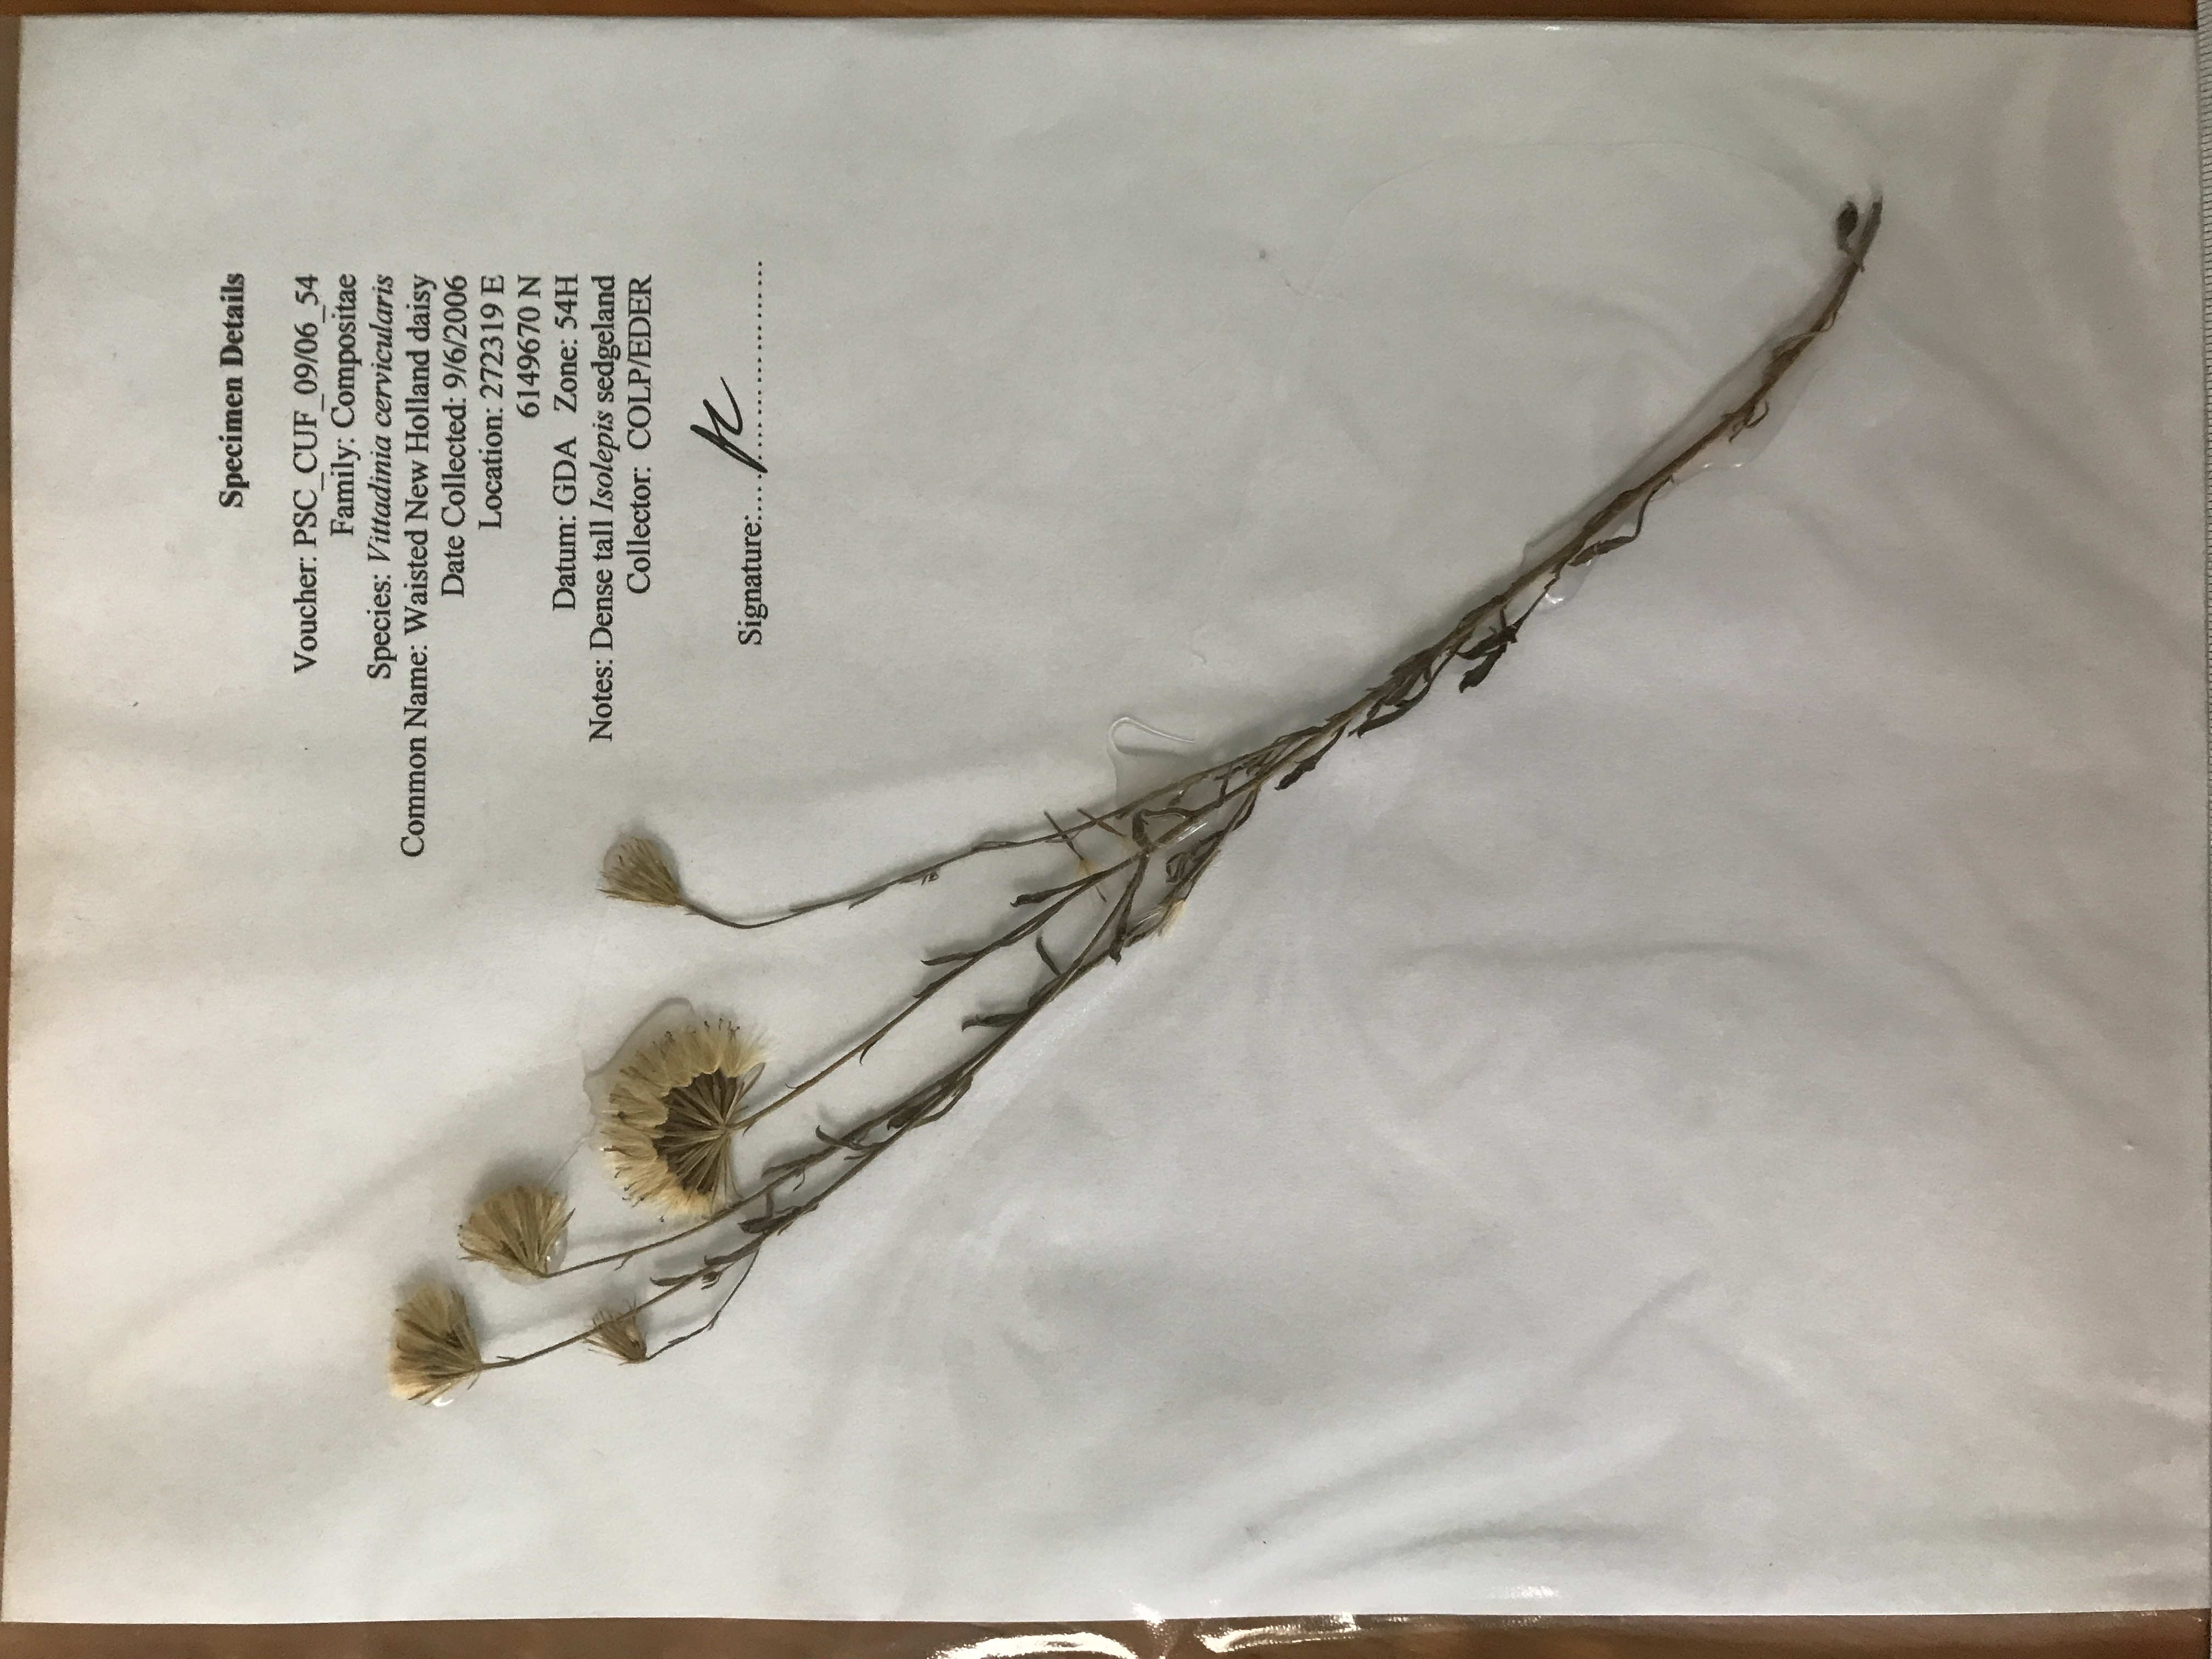 Specimen Details
Voucher: PSC_CUF_09/06_54
Family: Compositae
Species: Vittadinia cervicularis
Common Name: Waisted New Holland daisy
Date Collected: 9/6/2006
Location: 272319 E
6149670 N
Datum: GDA Zone: 54H
Notes: Dense tall Isolepis sedgeland
Collector: COLP/EDER
Signature:..........................